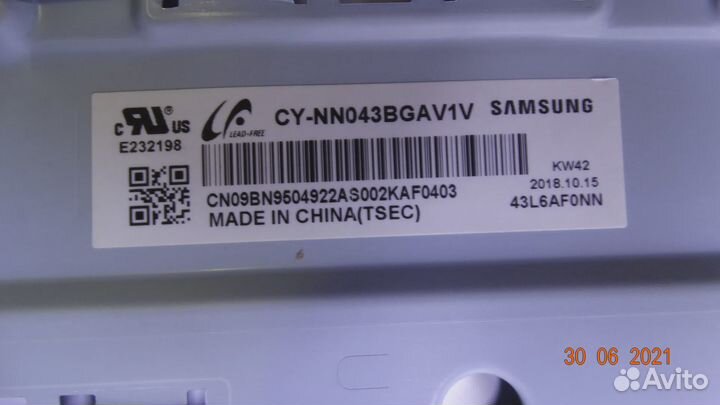 c RU US
E232198
LEAD-FREE
CY-NN043BGAV1V SAMSUNG
CN09BN9504922AS002KAF0403
MADE IN CHINA(TSEC)
KW42
2018.10.15
43L6AF0NN
30 06 2021
Avito